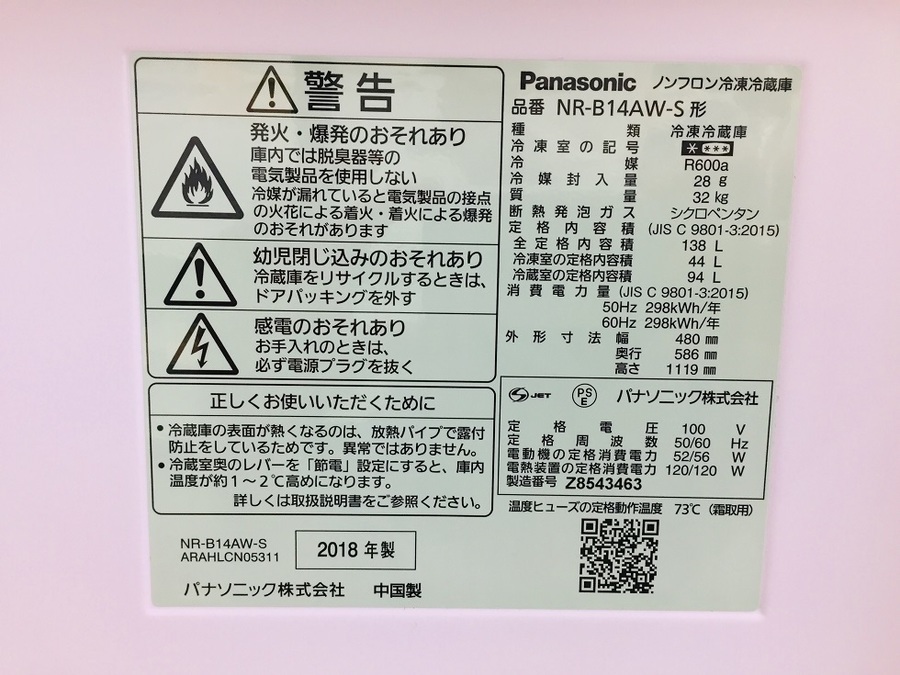 警告
発火・爆発のおそれあり
庫内では脱臭器等の
電気製品を使用しない
冷媒が漏れていると電気製品の接点
の火花による着火・着火による爆発
のおそれがあります
幼児閉じ込みのおそれあり
冷蔵庫をリサイクルするときは、
ドアパッキングを外す
感電のおそれあり
お手入れのときは、
必ず電源プラグを抜く
正しくお使いいただくために
•冷蔵庫の表面が熱くなるのは、放熱パイプで露付
防止をしているためです。異常ではありません。
•冷蔵室奥のレバーを「節電」設定にすると、庫内
温度が約1～2℃高めになります。
詳しくは取扱説明書をご参照ください。
NR-B14AW-S
ARAHLCN05311
2018 年製
パナソニック株式会社 中国製
Panasonic ノンフロン冷凍冷蔵庫
品番 NR-B14AW-S 形
種類 冷凍冷蔵庫
冷凍室の記号 ****
冷媒 R600a
冷媒封入量 28 g
質量 32 kg
断熱発泡ガス シクロペンタン
定格内容積 (JIS C 9801-3:2015)
全定格内容積 138 L
冷凍室の定格内容積 44 L
冷蔵室の定格内容積 94 L
消費電力量 (JIS C 9801-3:2015)
50Hz 298kWh/年
60Hz 298kWh/年
外形寸法 幅 480 mm
奥行 586 mm
高さ 1119 mm
JET PSE パナソニック株式会社
定格電圧 100 V
定格周波数 50/60 Hz
電動機の定格消費電力 52/56 W
電熱装置の定格消費電力 120/120 W
製造番号 Z8543463
温度ヒューズの定格動作温度 73℃（霜取用）